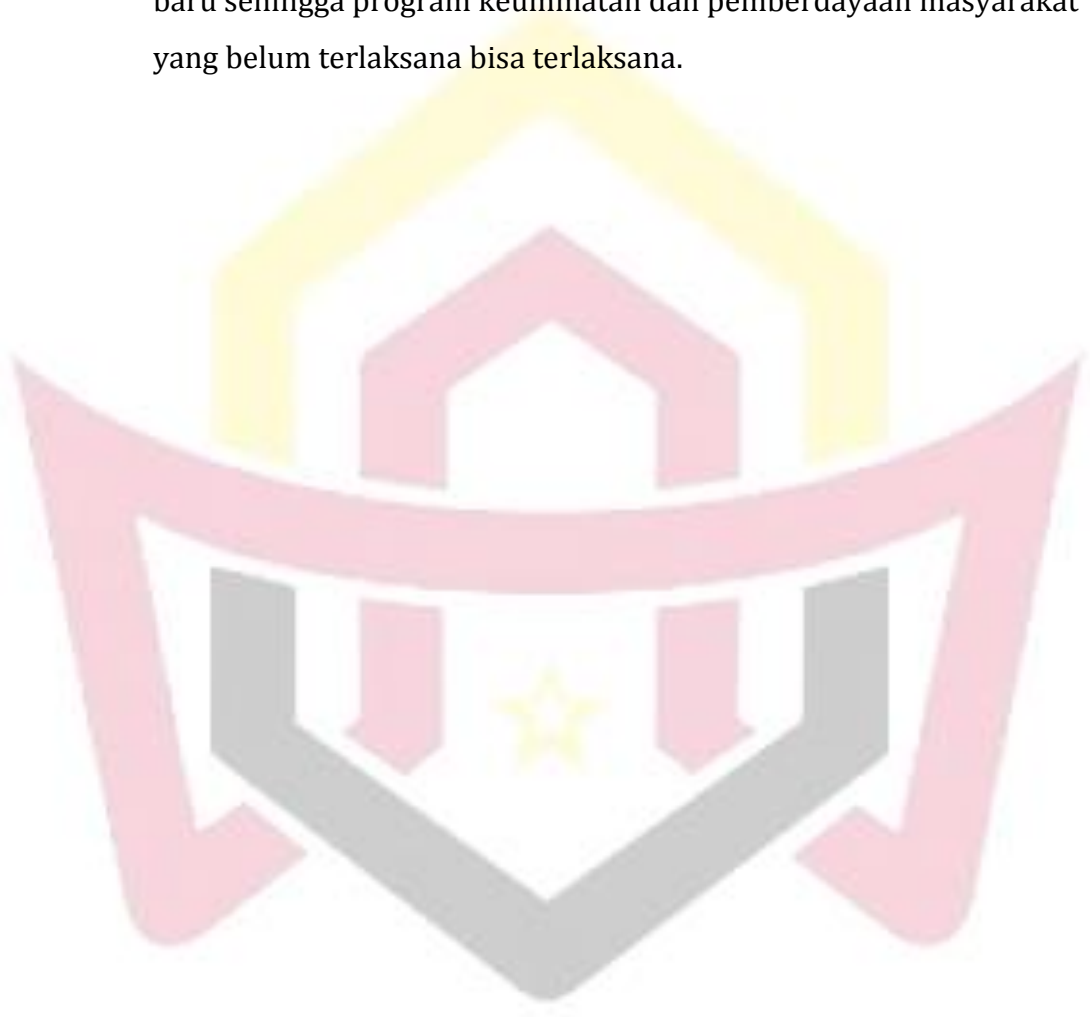 baru sehingga program keummatan dan pemberdayaan masyarakat
yang belum terlaksana bisa terlaksana.